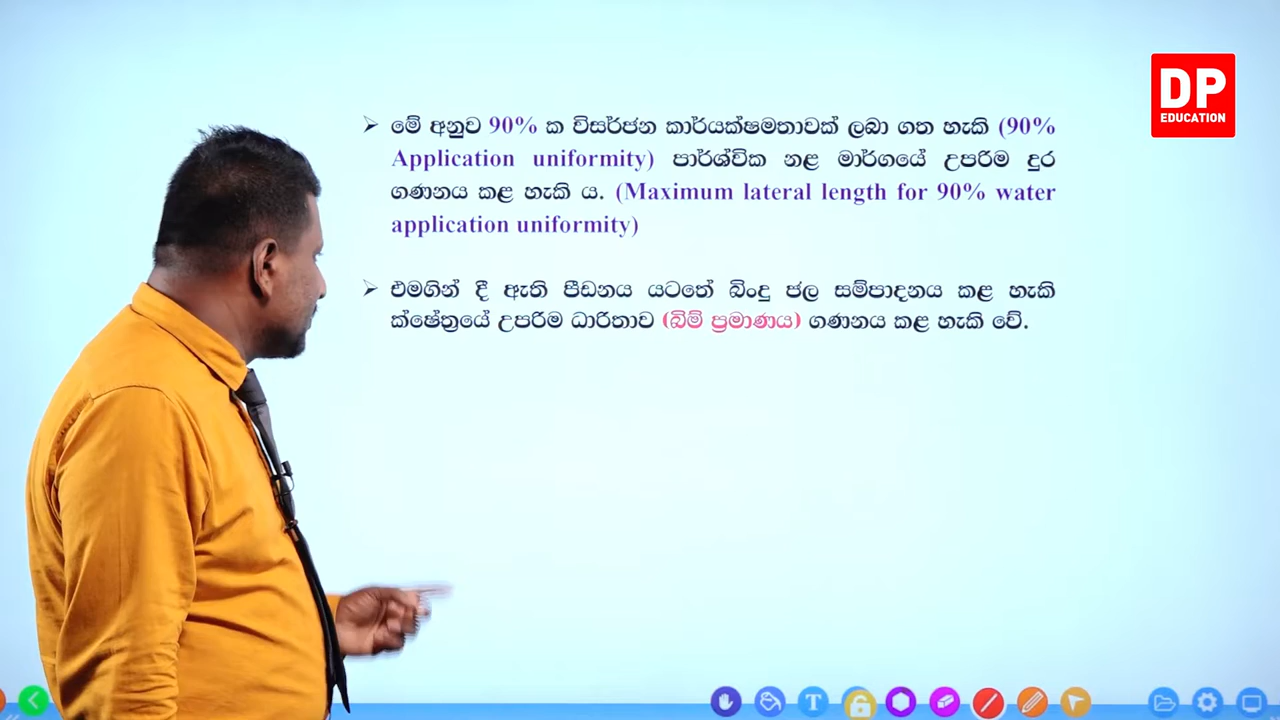 DP
EDUCATION
➢ මේ අනුව 90% ක විසර්ජන කාර්යක්ෂමතාවක් ලබා ගත හැකි (90%
Application uniformity) පාර්ශ්වික නළ මාර්ගයේ උපරිම දුර
ගණනය කළ හැකි ය. (Maximum lateral length for 90% water
application uniformity)
➢ එමගින් දී ඇති පීඩනය යටතේ බිංදු ජල සම්පාදනය කළ හැකි
ක්ෂේත්‍රයේ උපරිම ධාරිතාව (බිම් ප්‍රමාණය) ගණනය කළ හැකි වේ.
T